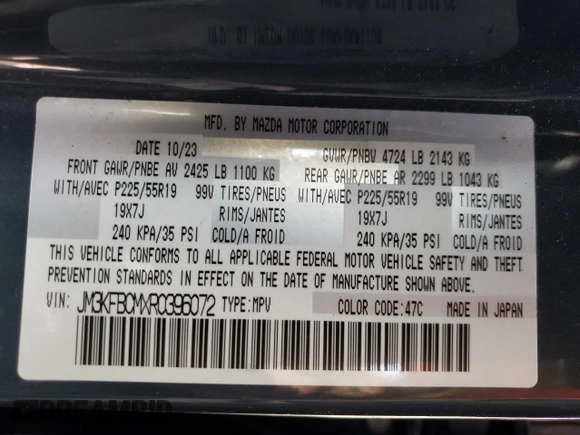 MFD. BY MAZDA MOTOR CORPORATION
DATE 10/23 GVWR/PNBV 4724 LB 2143 KG
FRONT GAWR/PNBE AV 2425 LB 1100 KG REAR GAWR/PNBE AR 2299 LB 1043 KG
WITH/AVEC P225/55R19 99V TIRES/PNEUS WITH/AVEC P225/55R19 99V TIRES/PNEUS
19X7J RIMS/JANTES 19X7J RIMS/JANTES
240 KPA/35 PSI COLD/A FROID 240 KPA/35 PSI COLD/A FROID
THIS VEHICLE CONFORMS TO ALL APPLICABLE FEDERAL MOTOR VEHICLE SAFETY AND THEFT
PREVENTION STANDARDS IN EFFECT ON THE DATE OF MANUFACTURE SHOWN ABOVE.
VIN: JM3KFBCMXR0396072 TYPE:MPV COLOR CODE:47C MADE IN JAPAN